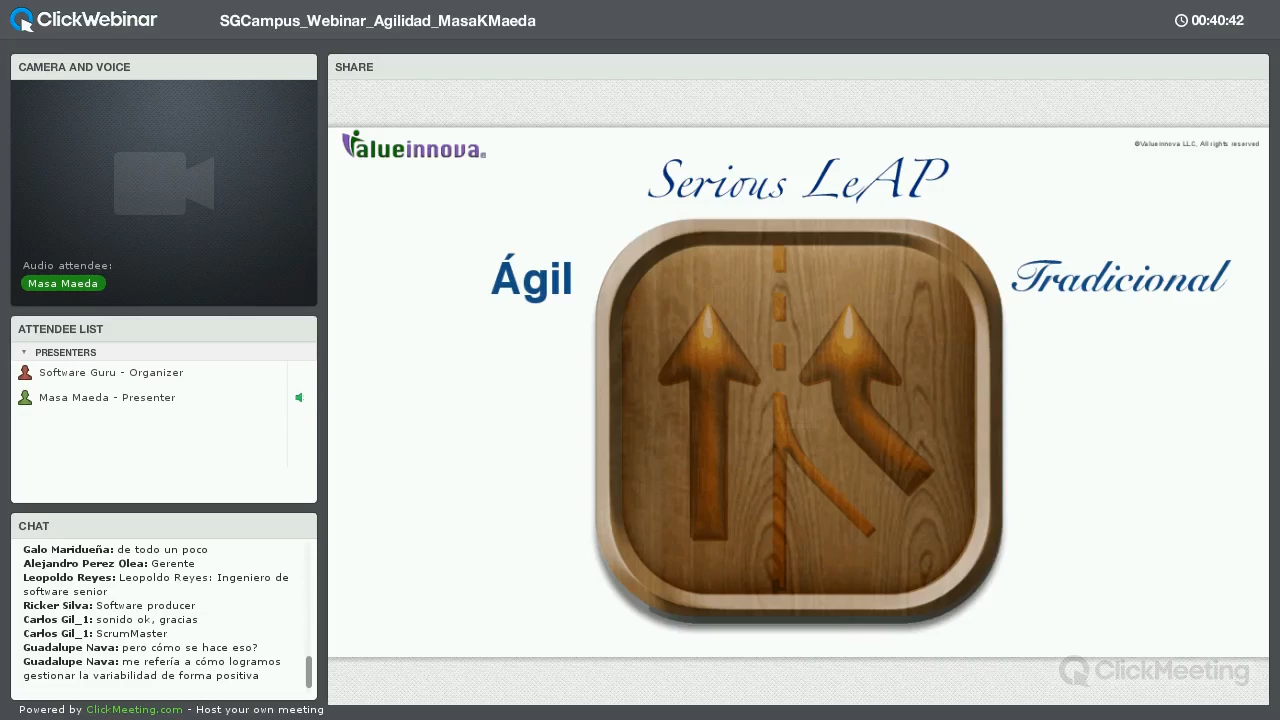 ClickWebinar
SGCampus_Webinar_Agilidad_MasaKMaeda
00:40:42
CAMERA AND VOICE
Audio attendee:
Masa Maeda
ATTENDEE LIST
PRESENTERS
Software Guru - Organizer
Masa Maeda - Presenter
CHAT
Galo Maridueña: de todo un poco
Alejandro Perez Olea: Gerente
Leopoldo Reyes: Leopoldo Reyes: Ingeniero de
software senior
Ricker Silva: Software producer
Carlos Gil_1: sonido ok, gracias
Carlos Gil_1: ScrumMaster
Guadalupe Nava: pero cómo se hace eso?
Guadalupe Nava: me refería a cómo logramos
gestionar la variabilidad de forma positiva
Powered by ClickMeeting.com - Host your own meeting
SHARE
Valueinnova®
©Valueinnova LLC, All rights reserved
Serious LeAP
Ágil
Tradicional
ClickMeeting